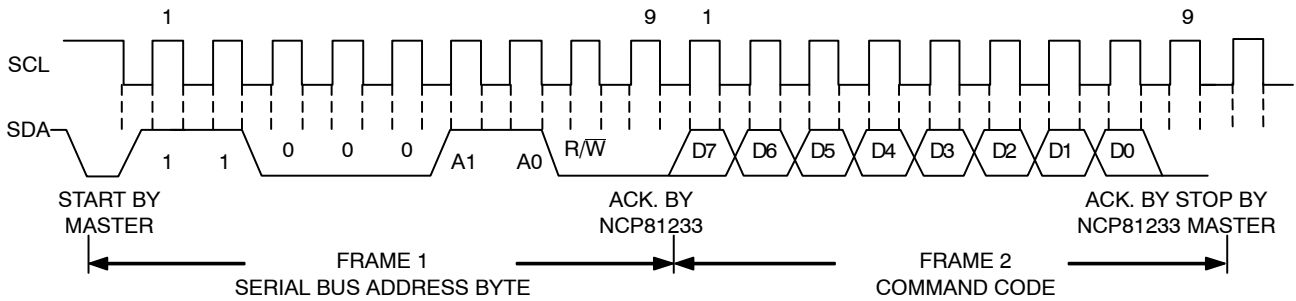 1 9 1 9
SCL
SDA
1 1 0 0 0 A1 A0 R/W̅ D7 D6 D5 D4 D3 D2 D1 D0
START BY
MASTER
ACK. BY
NCP81233
ACK. BY STOP BY
NCP81233 MASTER
FRAME 1
SERIAL BUS ADDRESS BYTE
FRAME 2
COMMAND CODE